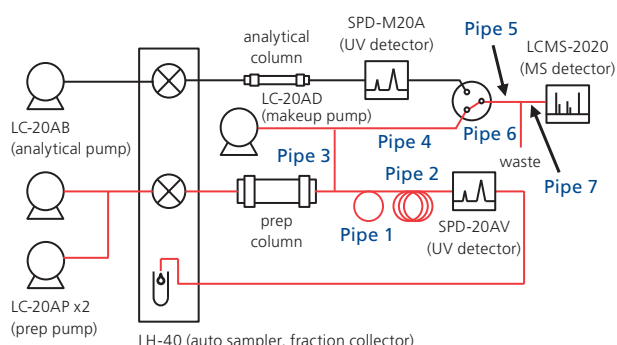 analytical
column
SPD-M20A
(UV detector)
Pipe 5
LCMS-2020
(MS detector)
LC-20AB
(analytical pump)
LC-20AD
(makeup pump)
Pipe 4
Pipe 6
waste
Pipe 7
Pipe 3
Pipe 2
prep
column
Pipe 1
SPD-20AV
(UV detector)
LC-20AP x2
(prep pump)
LH-40 (auto sampler, fraction collector)